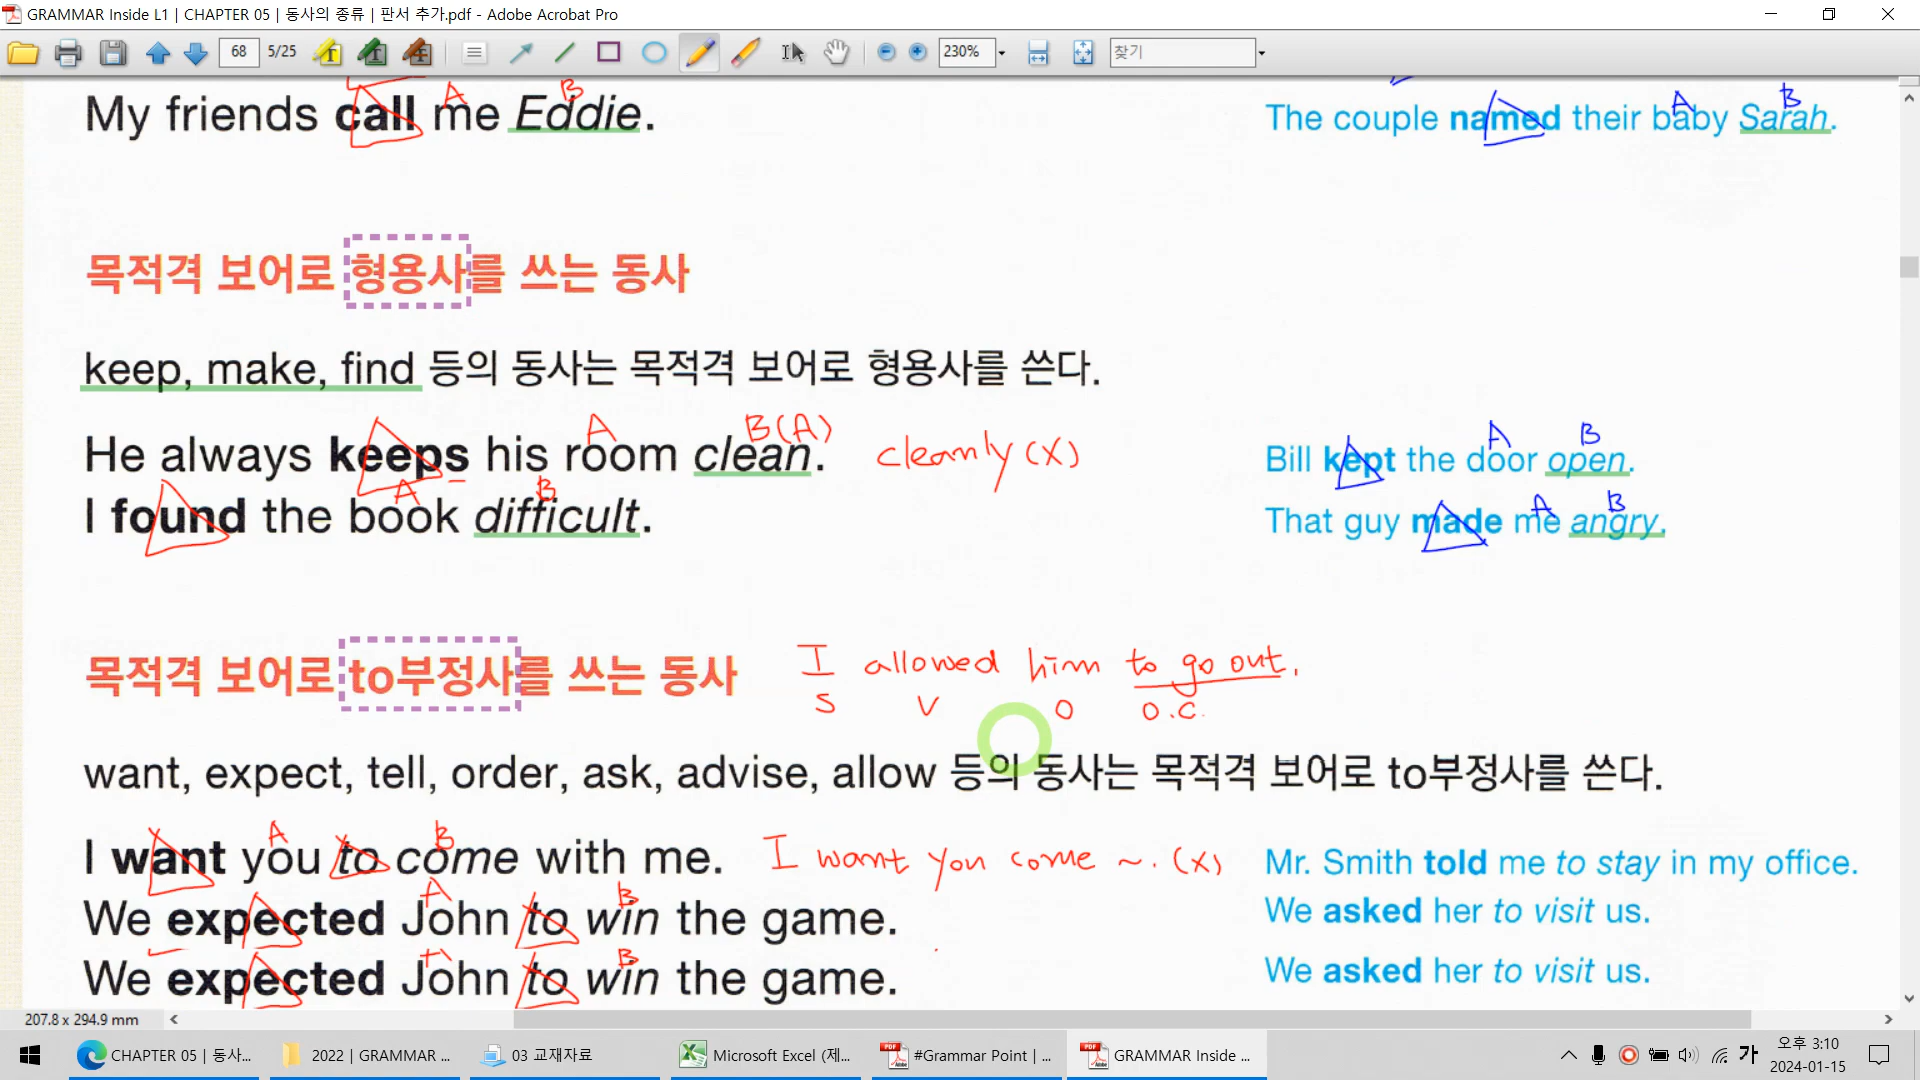 GRAMMAR Inside L1 | CHAPTER 05 | 동사의 종류 | 판서 추가.pdf - Adobe Acrobat Pro
68 5/25 230% 찾기
My friends call me Eddie.
A B
The couple named their baby Sarah.
A B
목적격 보어로 형용사를 쓰는 동사
keep, make, find 등의 동사는 목적격 보어로 형용사를 쓴다.
A B(A)
He always keeps his room clean. cleanly (X)
A B
Bill kept the door open.
A B
I found the book difficult.
A B
That guy made me angry.
A B
목적격 보어로 to부정사를 쓰는 동사
I allowed him to go out.
S V O O.C.
want, expect, tell, order, ask, advise, allow 등의 동사는 목적격 보어로 to부정사를 쓴다.
A B
I want you to come with me. I want you come ~. (X)
Mr. Smith told me to stay in my office.
A B
We expected John to win the game.
We asked her to visit us.
B
We expected John to win the game.
We asked her to visit us.
207.8 x 294.9 mm
CHAPTER 05 | 동사...
2022 | GRAMMAR ...
03 교재자료
Microsoft Excel (제...
#Grammar Point | ...
GRAMMAR Inside ...
가
오후 3:10
2024-01-15